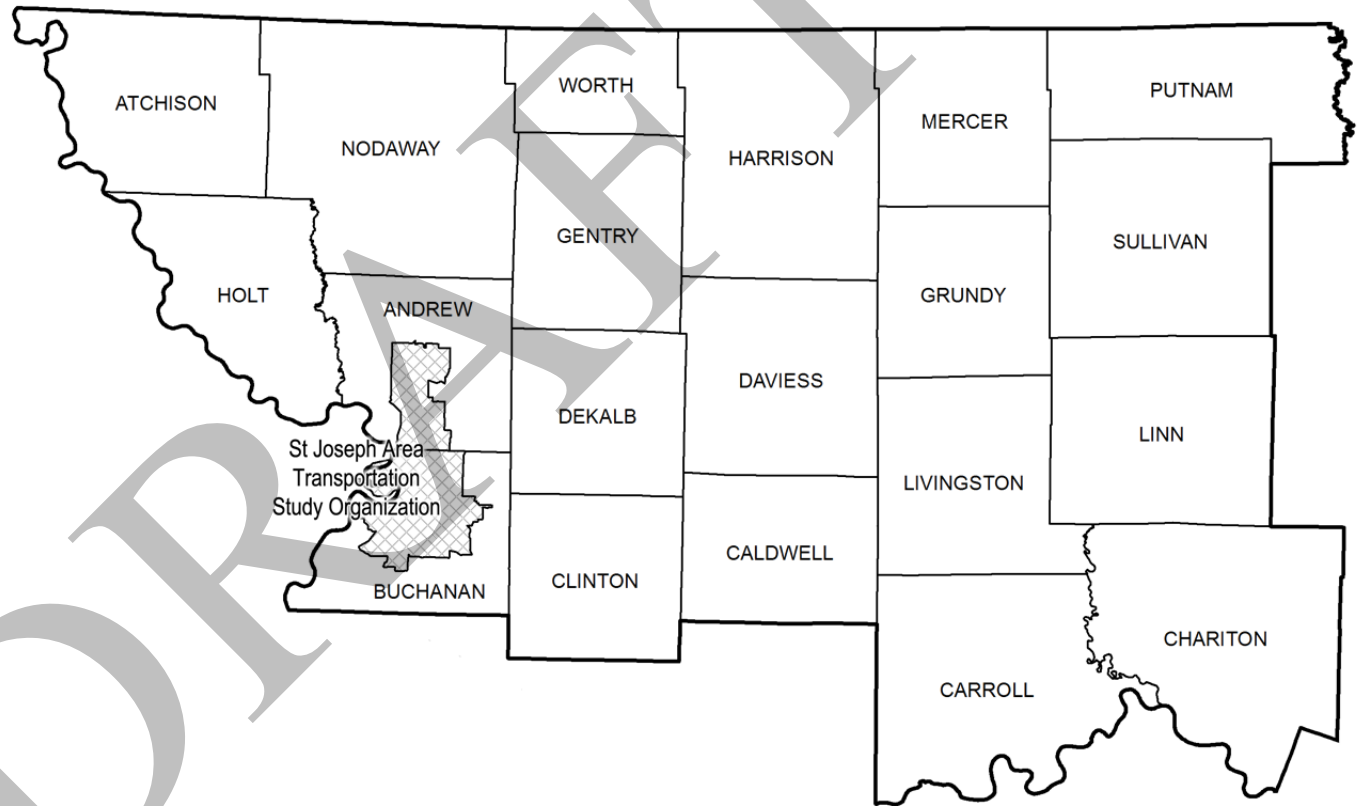 ATCHISON
WORTH
PUTNAM
MERCER
NODAWAY
HARRISON
GENTRY
SULLIVAN
HOLT
GRUNDY
ANDREW
DAVIESS
DEKALB
LINN
St Joseph Area
Transportation
Study Organization
LIVINGSTON
CALDWELL
CLINTON
BUCHANAN
CHARITON
CARROLL
DRAFT